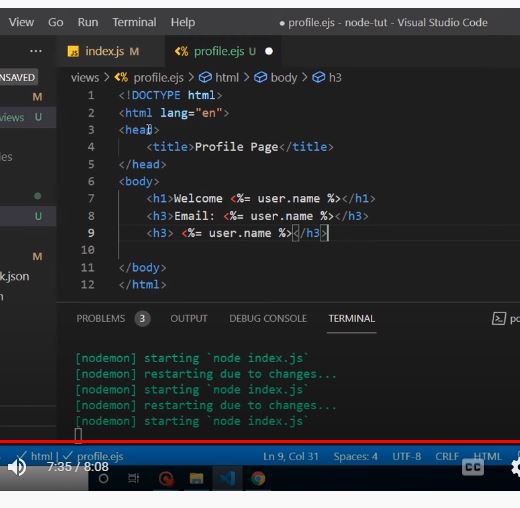 View Go Run Terminal Help ● profile.ejs - node-tut - Visual Studio Code
... JS index.js M <%= profile.ejs U ●
views > <%= profile.ejs > html > body > h3
M
views U
U
M
1 <!DOCTYPE html>
2 <html lang="en">
3 <head>
4 <title>Profile Page</title>
5 </head>
6 <body>
7 <h1>Welcome <%= user.name %></h1>
8 <h3>Email: <%= user.name %></h3>
9 <h3> <%= user.name %></h3>
10
11 </body>
12 </html>
PROBLEMS 3 OUTPUT DEBUG CONSOLE TERMINAL
[nodemon] starting `node index.js`
[nodemon] restarting due to changes...
[nodemon] starting `node index.js`
[nodemon] restarting due to changes...
[nodemon] starting `node index.js`
html | ✓ profile.ejs Ln 9, Col 31 Spaces: 4 UTF-8 CRLF HTML
7:35 / 8:08 CC